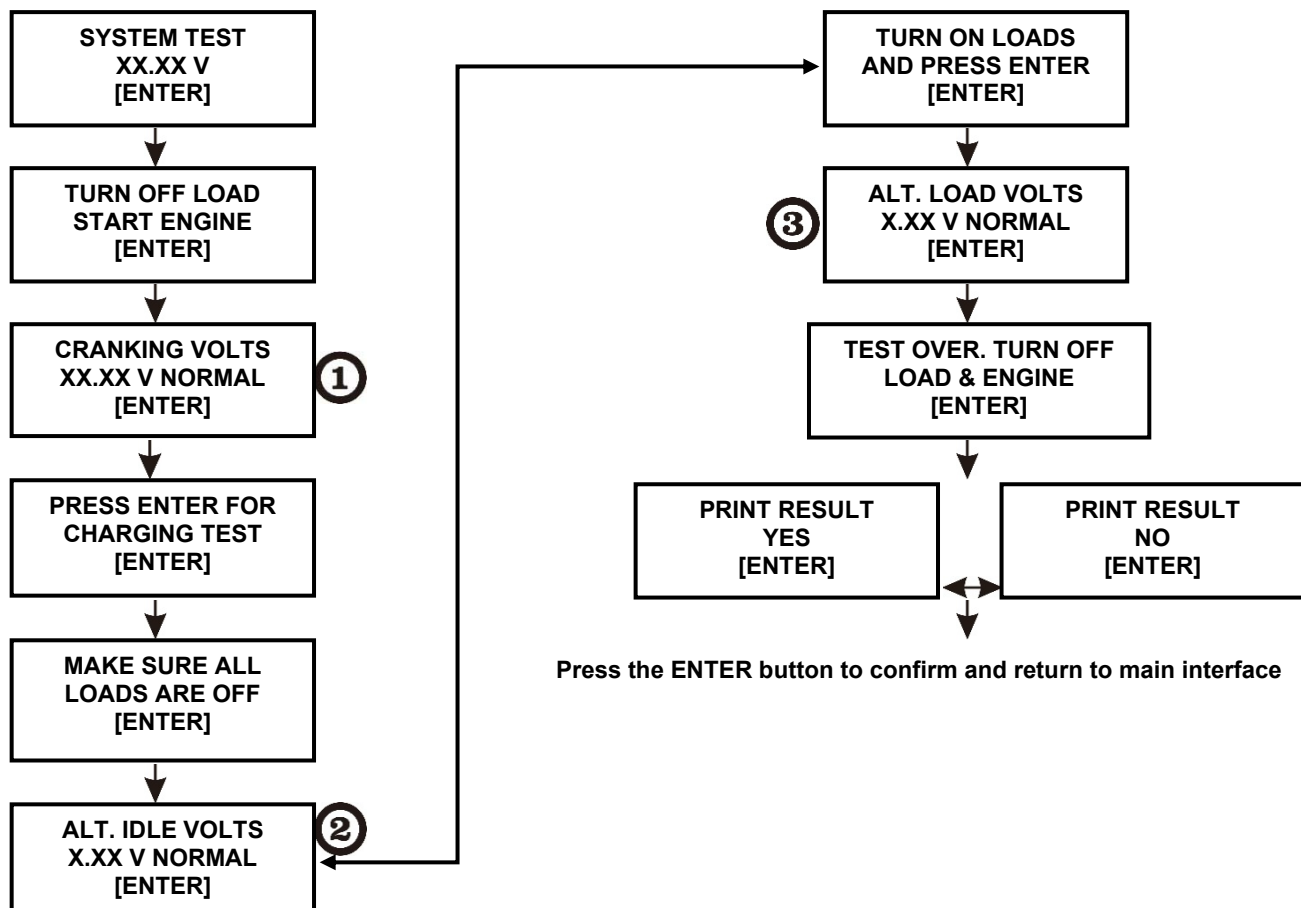 SYSTEM TEST
XX.XX V
[ENTER]
TURN OFF LOAD
START ENGINE
[ENTER]
CRANKING VOLTS
XX.XX V NORMAL
[ENTER]
1
PRESS ENTER FOR
CHARGING TEST
[ENTER]
MAKE SURE ALL
LOADS ARE OFF
[ENTER]
ALT. IDLE VOLTS
X.XX V NORMAL
[ENTER]
2
TURN ON LOADS
AND PRESS ENTER
[ENTER]
3
ALT. LOAD VOLTS
X.XX V NORMAL
[ENTER]
TEST OVER. TURN OFF
LOAD & ENGINE
[ENTER]
PRINT RESULT
YES
[ENTER]
PRINT RESULT
NO
[ENTER]
Press the ENTER button to confirm and return to main interface